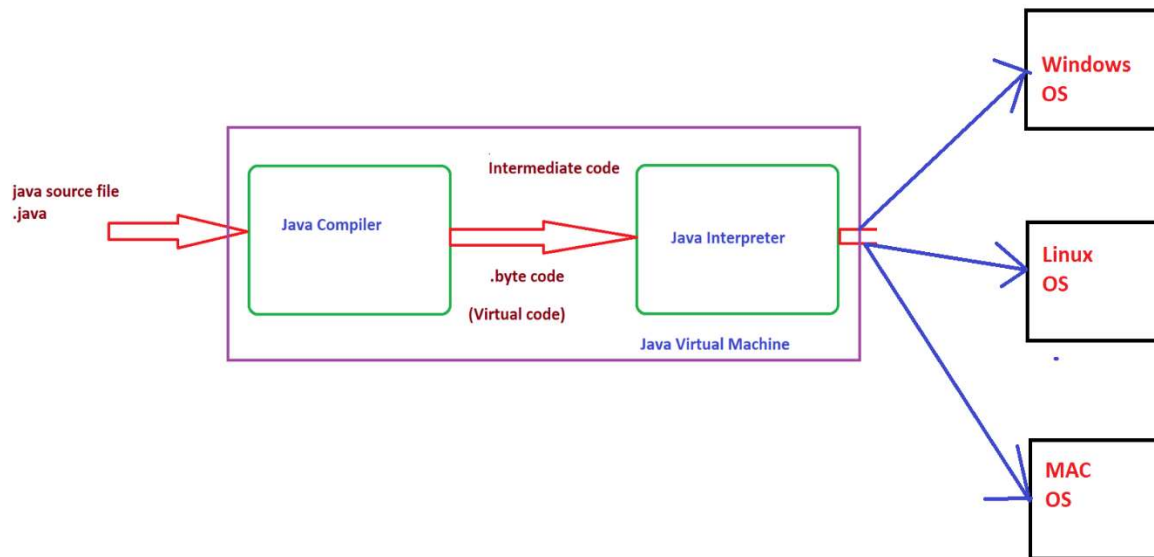 java source file
.java
Java Compiler
Intermediate code
.byte code
(Virtual code)
Java Interpreter
Java Virtual Machine
Windows
OS
Linux
OS
MAC
OS